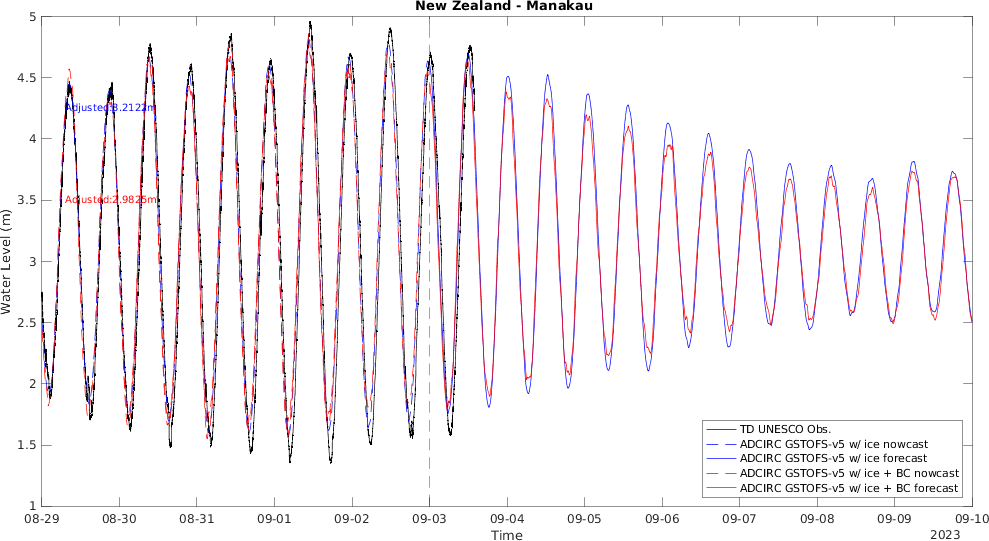 New Zealand - Manakau
5
4.5
4
3.5
3
2.5
2
1.5
1
Water Level (m)
Adjusted:3.2122m
Adjusted:2.9825m
TD UNESCO Obs.
ADCIRC GSTOFS-v5 w/ ice nowcast
ADCIRC GSTOFS-v5 w/ ice forecast
ADCIRC GSTOFS-v5 w/ ice + BC nowcast
ADCIRC GSTOFS-v5 w/ ice + BC forecast
08-29 08-30 08-31 09-01 09-02 09-03 09-04 09-05 09-06 09-07 09-08 09-09 09-10
Time
2023